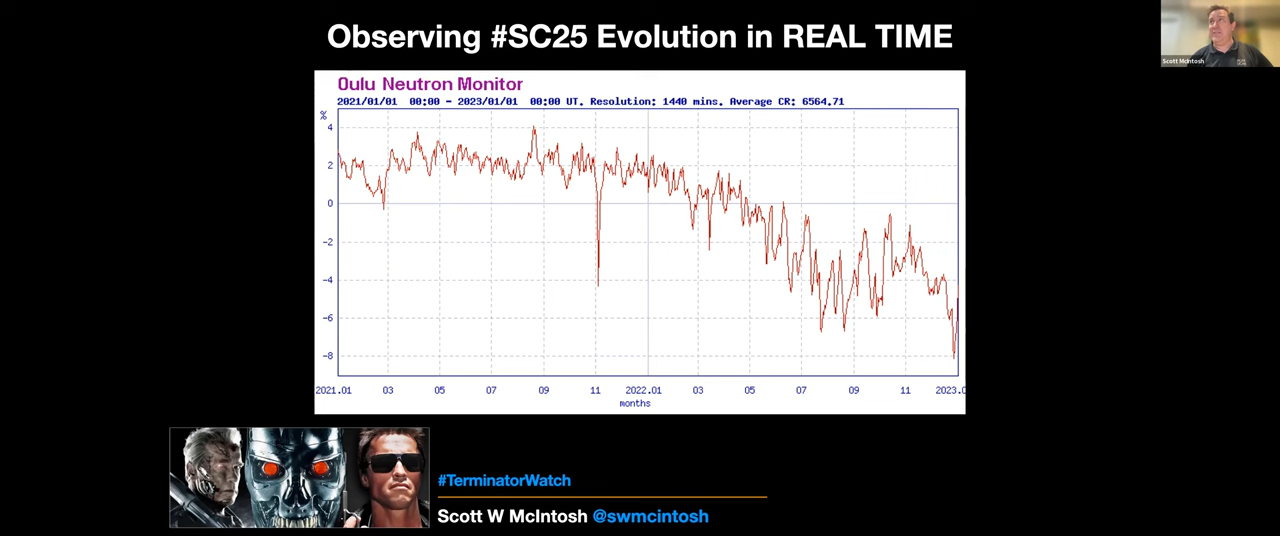 Observing #SC25 Evolution in REAL TIME
Scott McIntosh
Oulu Neutron Monitor
2021/01/01 00:00 - 2023/01/01 00:00 UT. Resolution: 1440 mins. Average CR: 6564.71
%
4
2
0
-2
-4
-6
-8
2021.01 03 05 07 09 11 2022.01 03 05 07 09 11 2023.0
months
#TerminatorWatch
Scott W McIntosh @swmcintosh